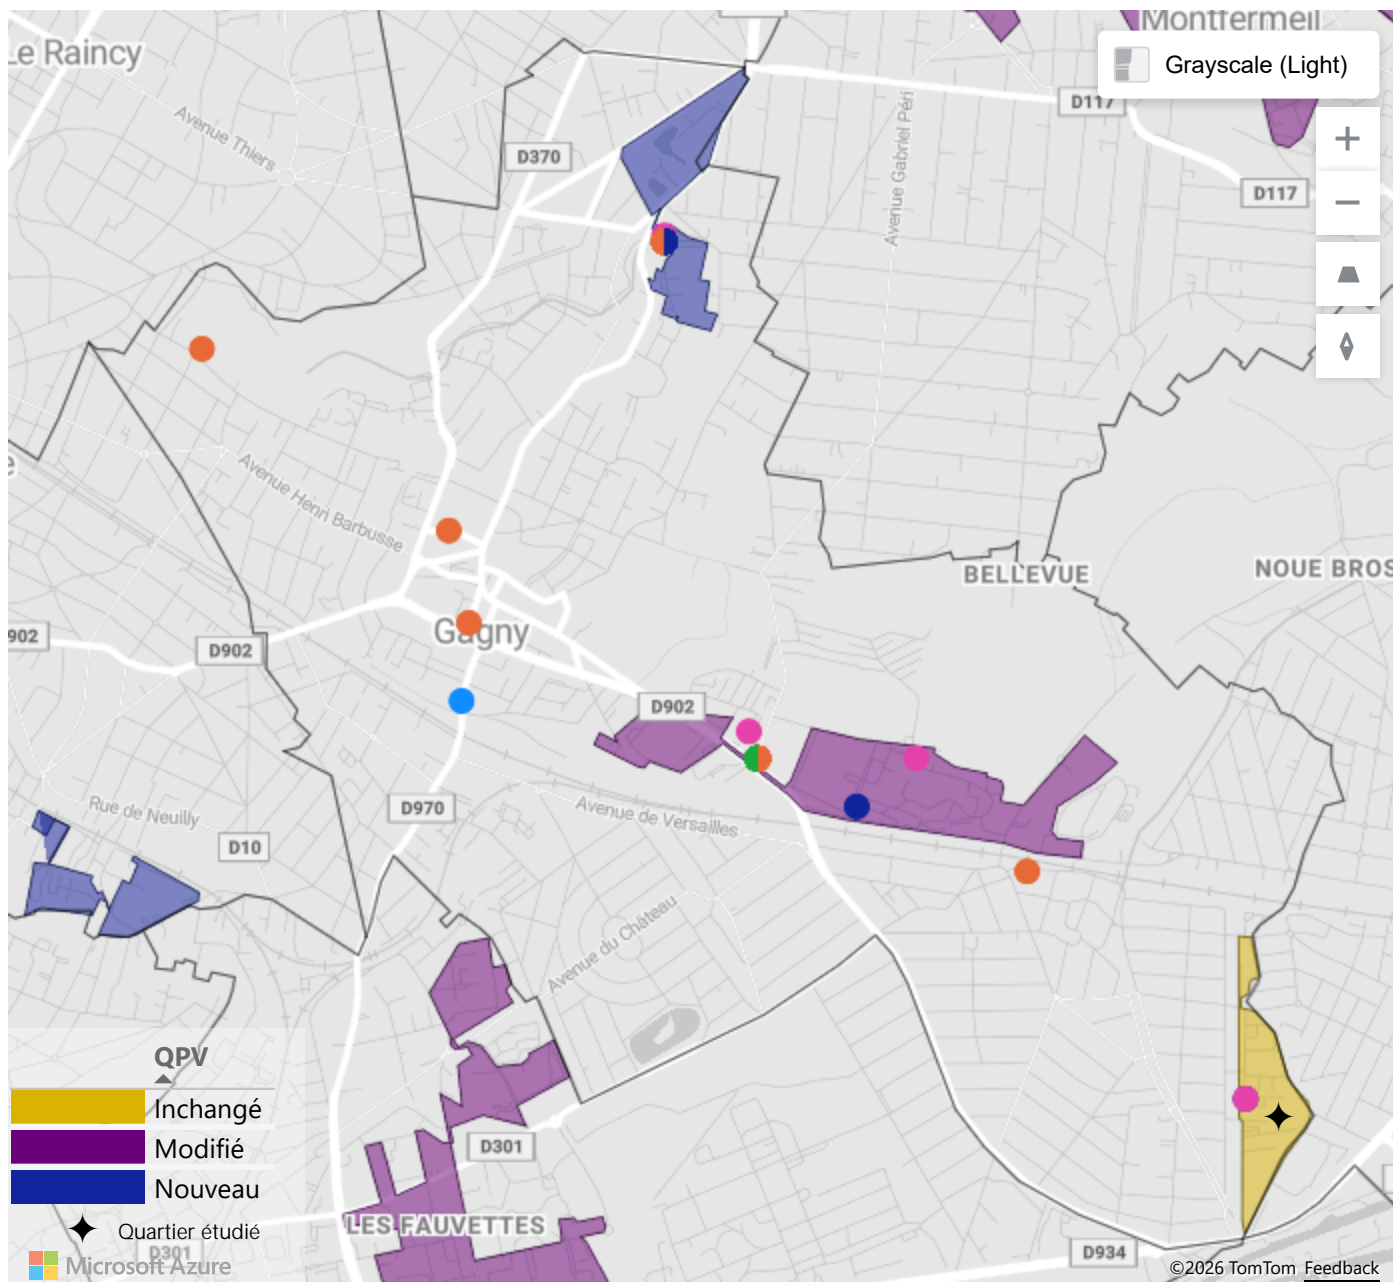 Montfermeil
Le Raincy
Grayscale (Light)
D117
Avenue Thiers
D370
Avenue Gabriel Péri
D117
Avenue Henri Barbusse
BELLEVUE
NOUE BROS
902
D902
Gagny
D902
Rue de Neuilly
D970
Avenue de Versailles
D10
Avenue du Château
QPV
Inchangé
Modifié
D301
Nouveau
Quartier étudié
LES FAUVETTES
D301
D934
Microsoft Azure
©2026 TomTom Feedback